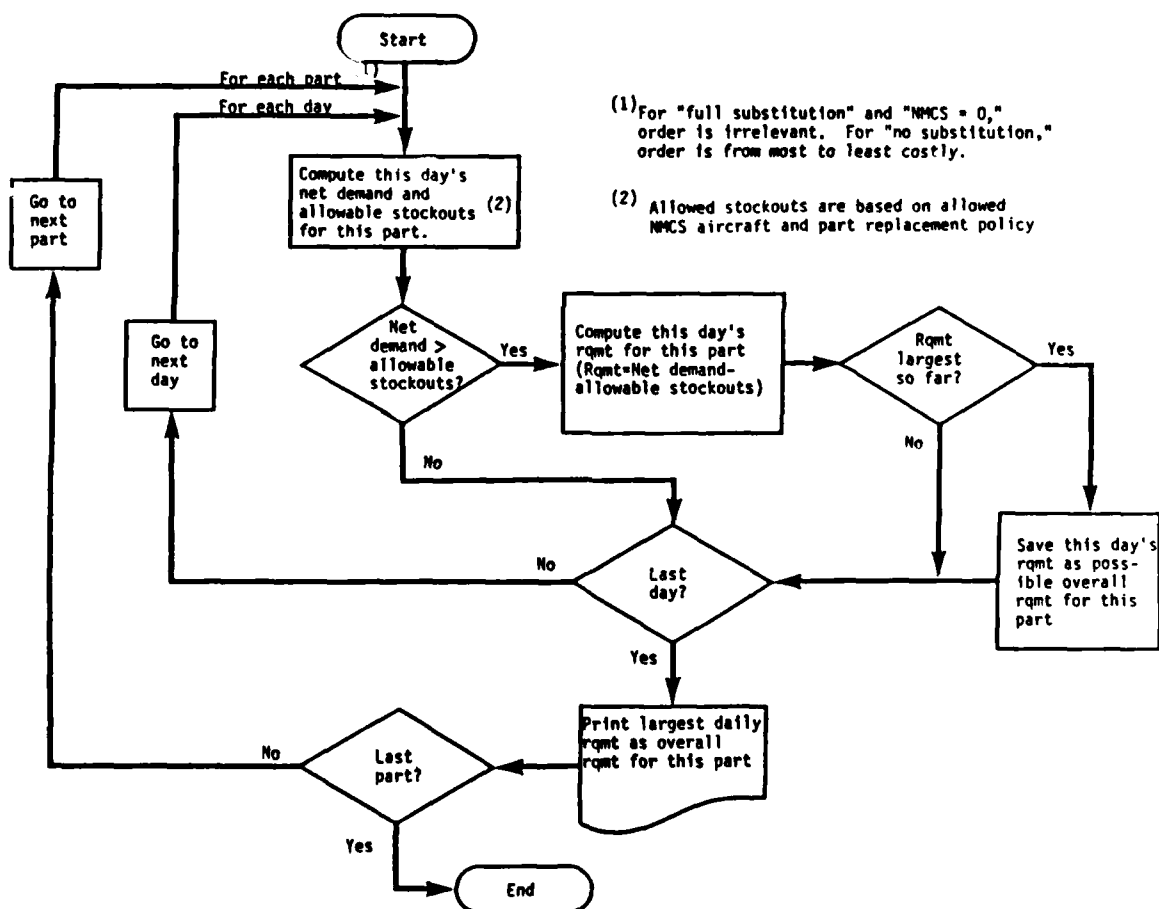 Start
1)
For each part
For each day
(1) For "full substitution" and "NMCS = 0,"
order is irrelevant. For "no substitution,"
order is from most to least costly.
(2) Allowed stockouts are based on allowed
NMCS aircraft and part replacement policy
Compute this day's
net demand and
allowable stockouts (2)
for this part.
Go to
next
part
Go to
next
day
Net
demand >
allowable
stockouts?
Yes
No
Compute this day's
rqmt for this part
(Rqmt=Net demand-
allowable stockouts)
Rqmt
largest
so far?
Yes
No
Save this day's
rqmt as poss-
ible overall
rqmt for this
part
Last
day?
No
Yes
Print largest daily
rqmt as overall
rqmt for this part
Last
part?
No
Yes
End